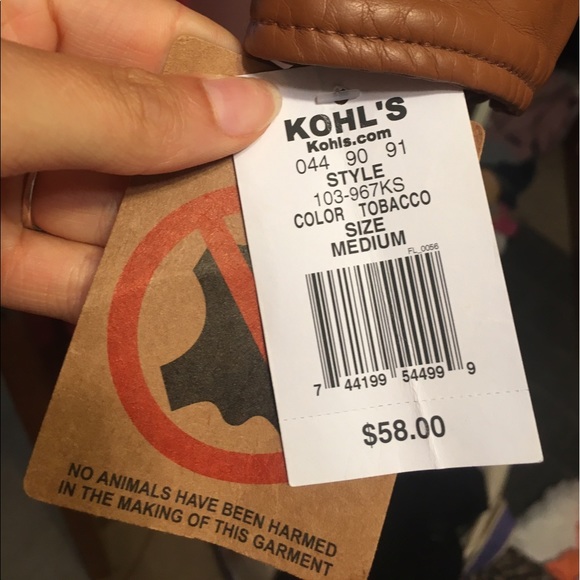 KOHL'S
Kohls.com
044 90 91
STYLE
103-967KS
COLOR TOBACCO
SIZE
MEDIUM
FL_0056
7 44199 54499 9
$58.00
NO ANIMALS HAVE BEEN HARMED
IN THE MAKING OF THIS GARMENT